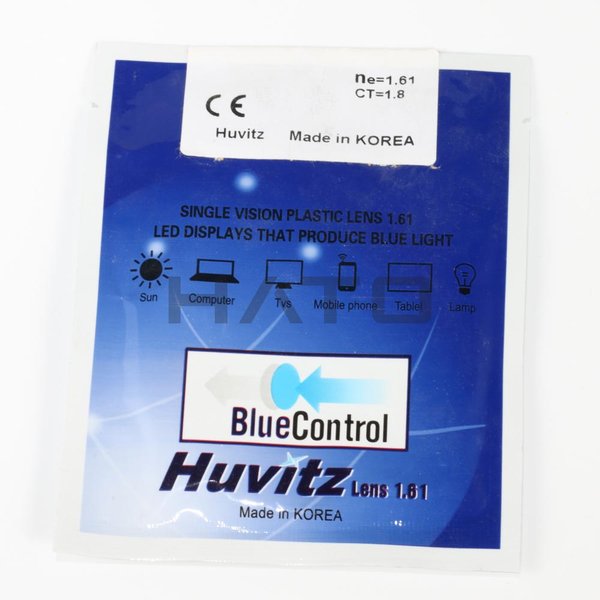 ne=1.61
CT=1.8
CE
Huvitz Made in KOREA
SINGLE VISION PLASTIC LENS 1.61
LED DISPLAYS THAT PRODUCE BLUE LIGHT
Sun Computer Tvs Mobile phone Tablet Lamp
HATO
BlueControl
Huvitz Lens 1.61
Made in KOREA